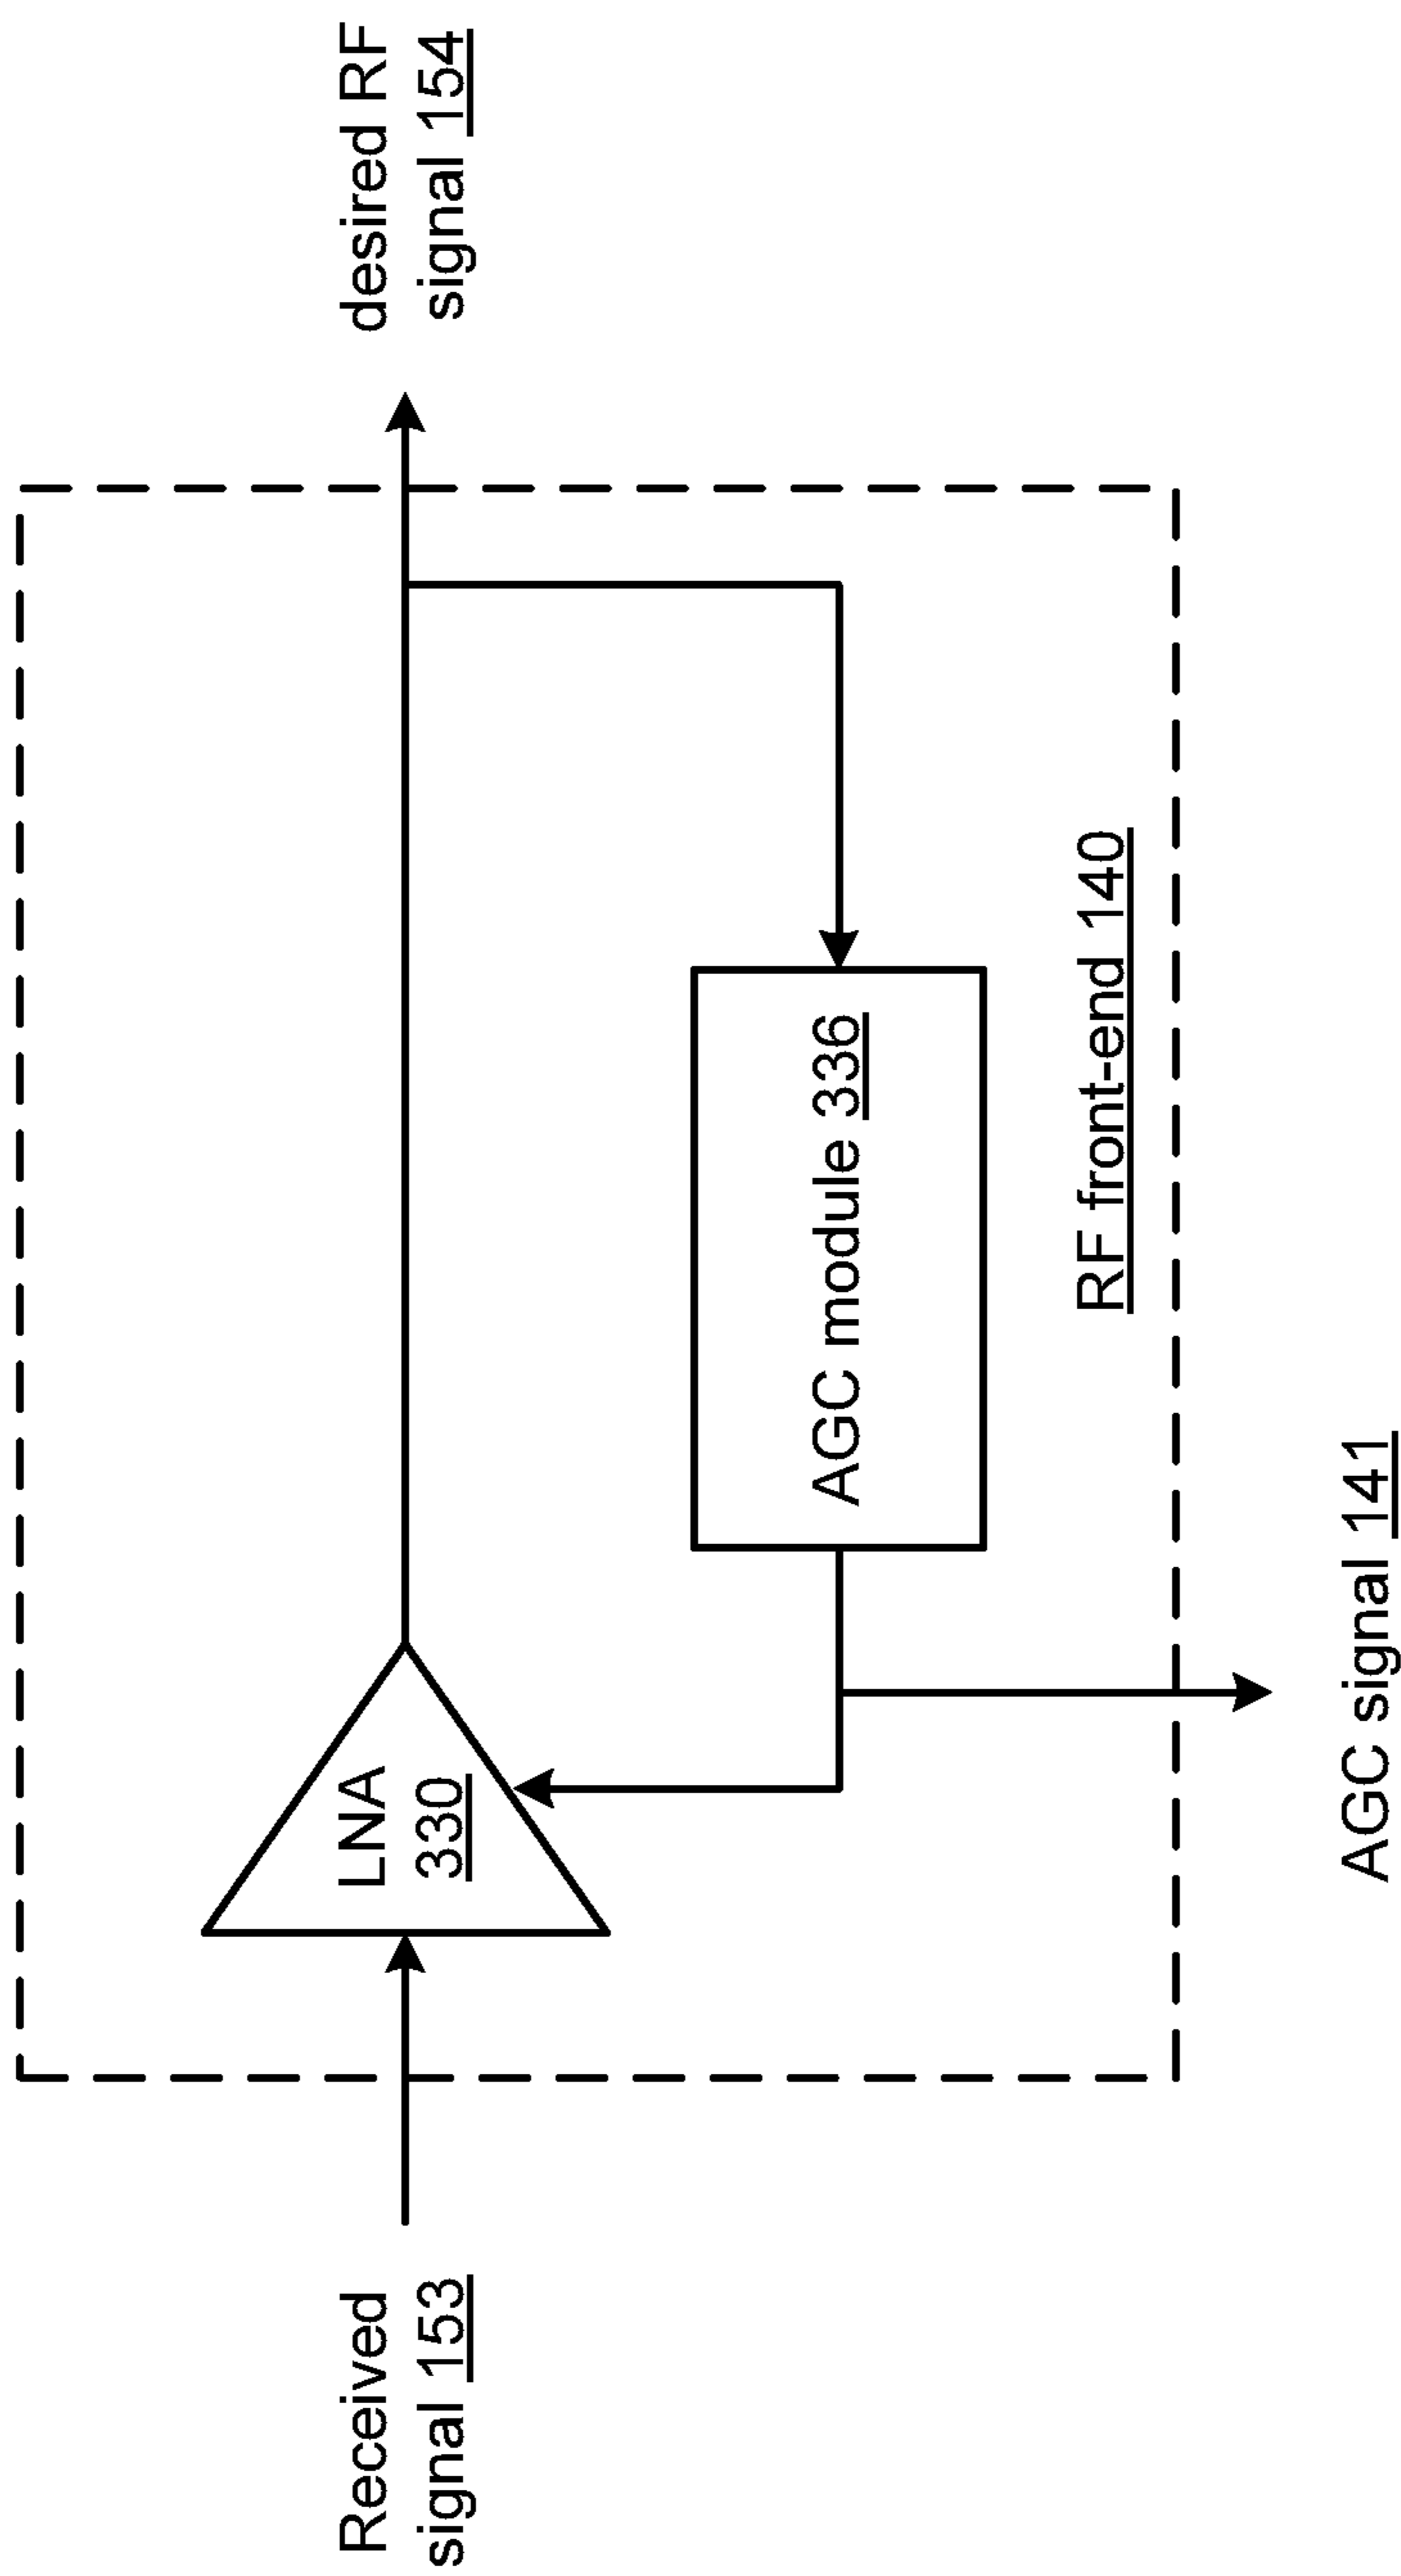 Received
signal 153
LNA
330
desired RF
signal 154
AGC module 336
RF front-end 140
AGC signal 141